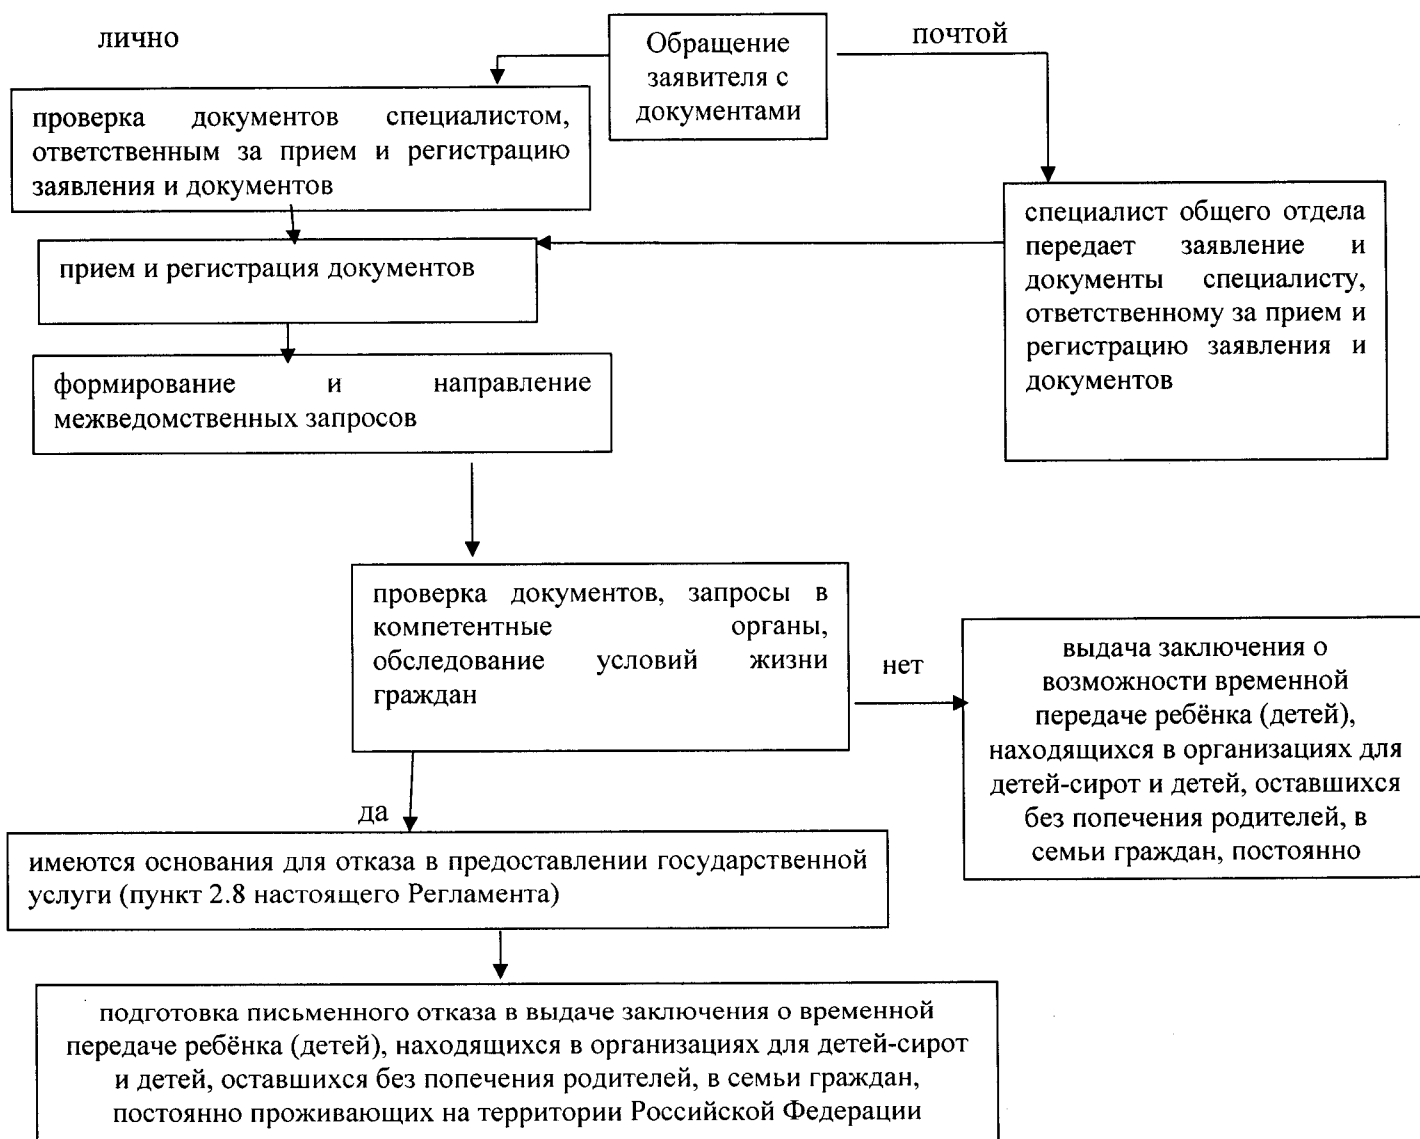 лично
Обращение
заявителя с
документами
почтой
проверка документов специалистом,
ответственным за прием и регистрацию
заявления и документов
специалист общего отдела
передает заявление и
документы специалисту,
ответственному за прием и
регистрацию заявления и
документов
прием и регистрация документов
формирование и направление
межведомственных запросов
проверка документов, запросы в
компетентные органы,
обследование условий жизни
граждан
нет
выдача заключения о
возможности временной
передаче ребёнка (детей),
находящихся в организациях для
детей-сирот и детей, оставшихся
без попечения родителей, в
семьи граждан, постоянно
да
имеются основания для отказа в предоставлении государственной
услуги (пункт 2.8 настоящего Регламента)
подготовка письменного отказа в выдаче заключения о временной
передаче ребёнка (детей), находящихся в организациях для детей-сирот
и детей, оставшихся без попечения родителей, в семьи граждан,
постоянно проживающих на территории Российской Федерации